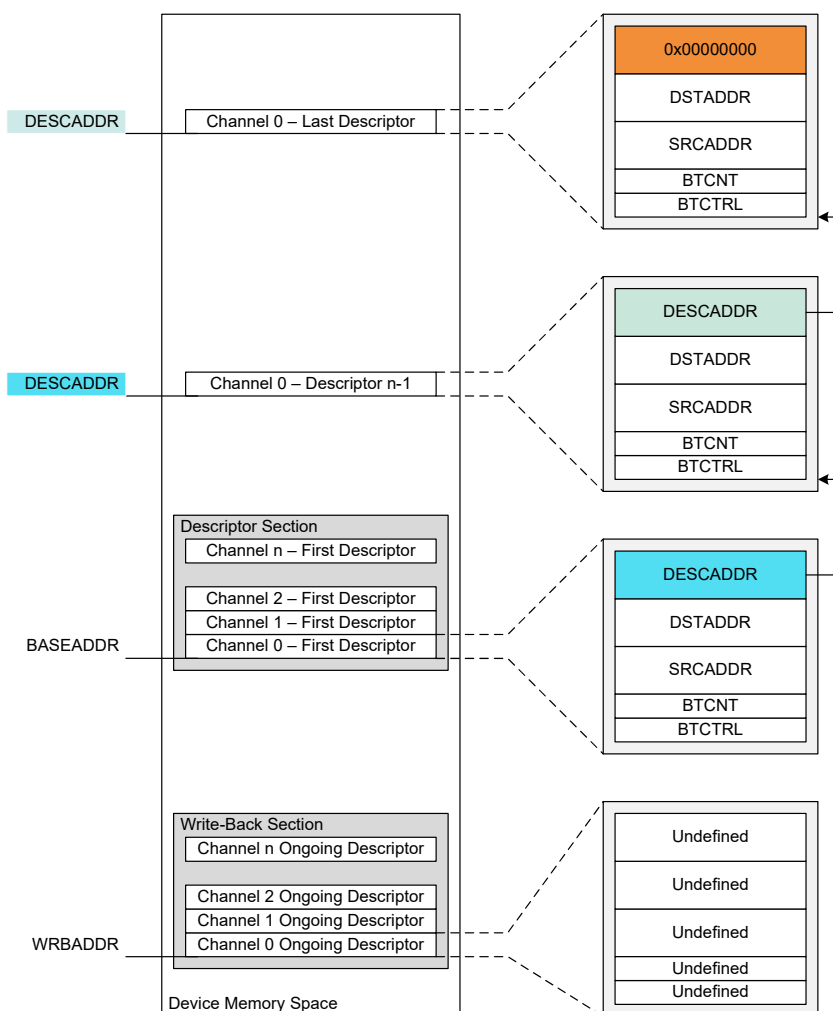 0x00000000
DSTADDR
DESCADDR
Channel 0 – Last Descriptor
SRCADDR
BTCNT
BTCTRL
DESCADDR
DSTADDR
DESCADDR
Channel 0 – Descriptor n-1
SRCADDR
BTCNT
BTCTRL
Descriptor Section
Channel n – First Descriptor
DESCADDR
Channel 2 – First Descriptor
Channel 1 – First Descriptor
DSTADDR
BASEADDR
Channel 0 – First Descriptor
SRCADDR
BTCNT
BTCTRL
Write-Back Section
Channel n Ongoing Descriptor
Undefined
Undefined
Channel 2 Ongoing Descriptor
Channel 1 Ongoing Descriptor
Undefined
WRBADDR
Channel 0 Ongoing Descriptor
Undefined
Undefined
Device Memory Space